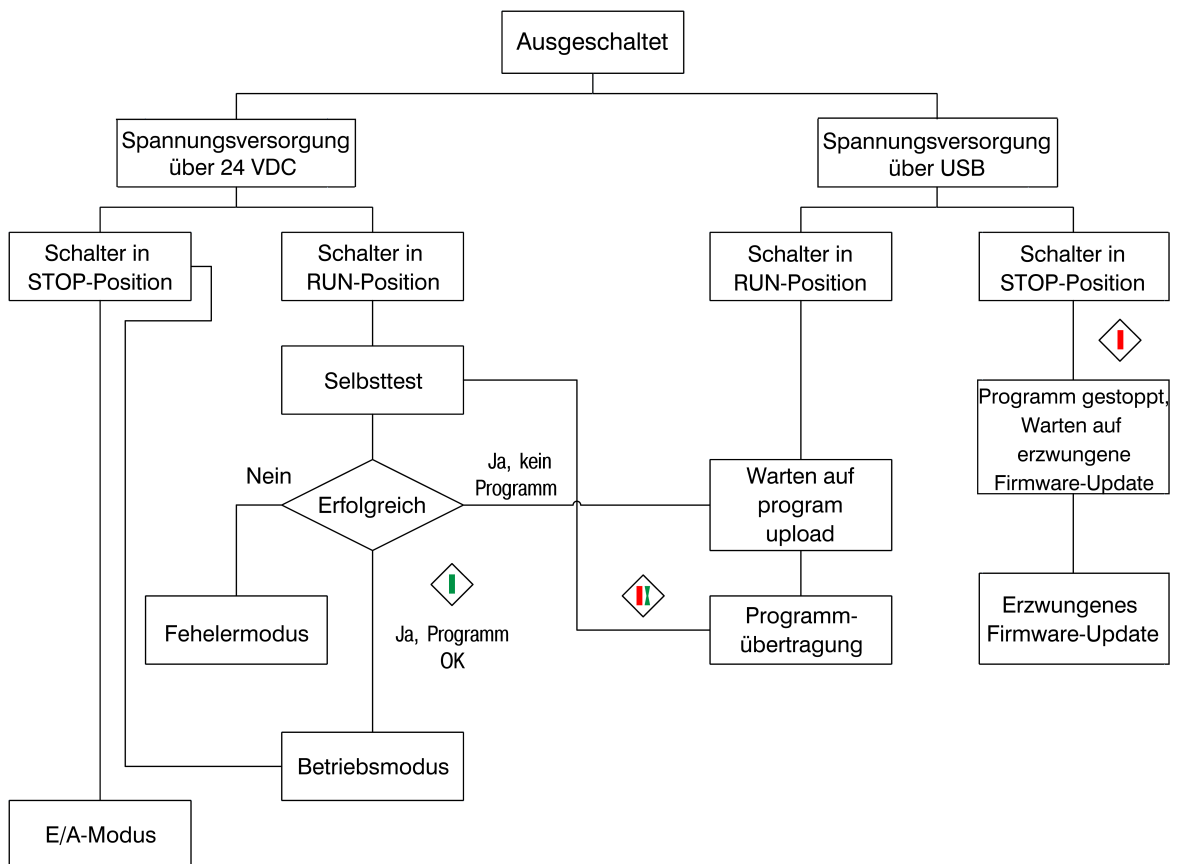 Ausgeschaltet
Spannungsversorgung
über 24 VDC
Spannungsversorgung
über USB
Schalter in
STOP-Position
Schalter in
RUN-Position
Schalter in
RUN-Position
Schalter in
STOP-Position
Selbsttest
Programm gestoppt,
Warten auf
erzwungene
Firmware-Update
Nein
Erfolgreich
Ja, kein
Programm
Warten auf
program
upload
Fehelermodus
Ja, Programm
OK
Programm-
übertragung
Erzwungenes
Firmware-Update
Betriebsmodus
E/A-Modus